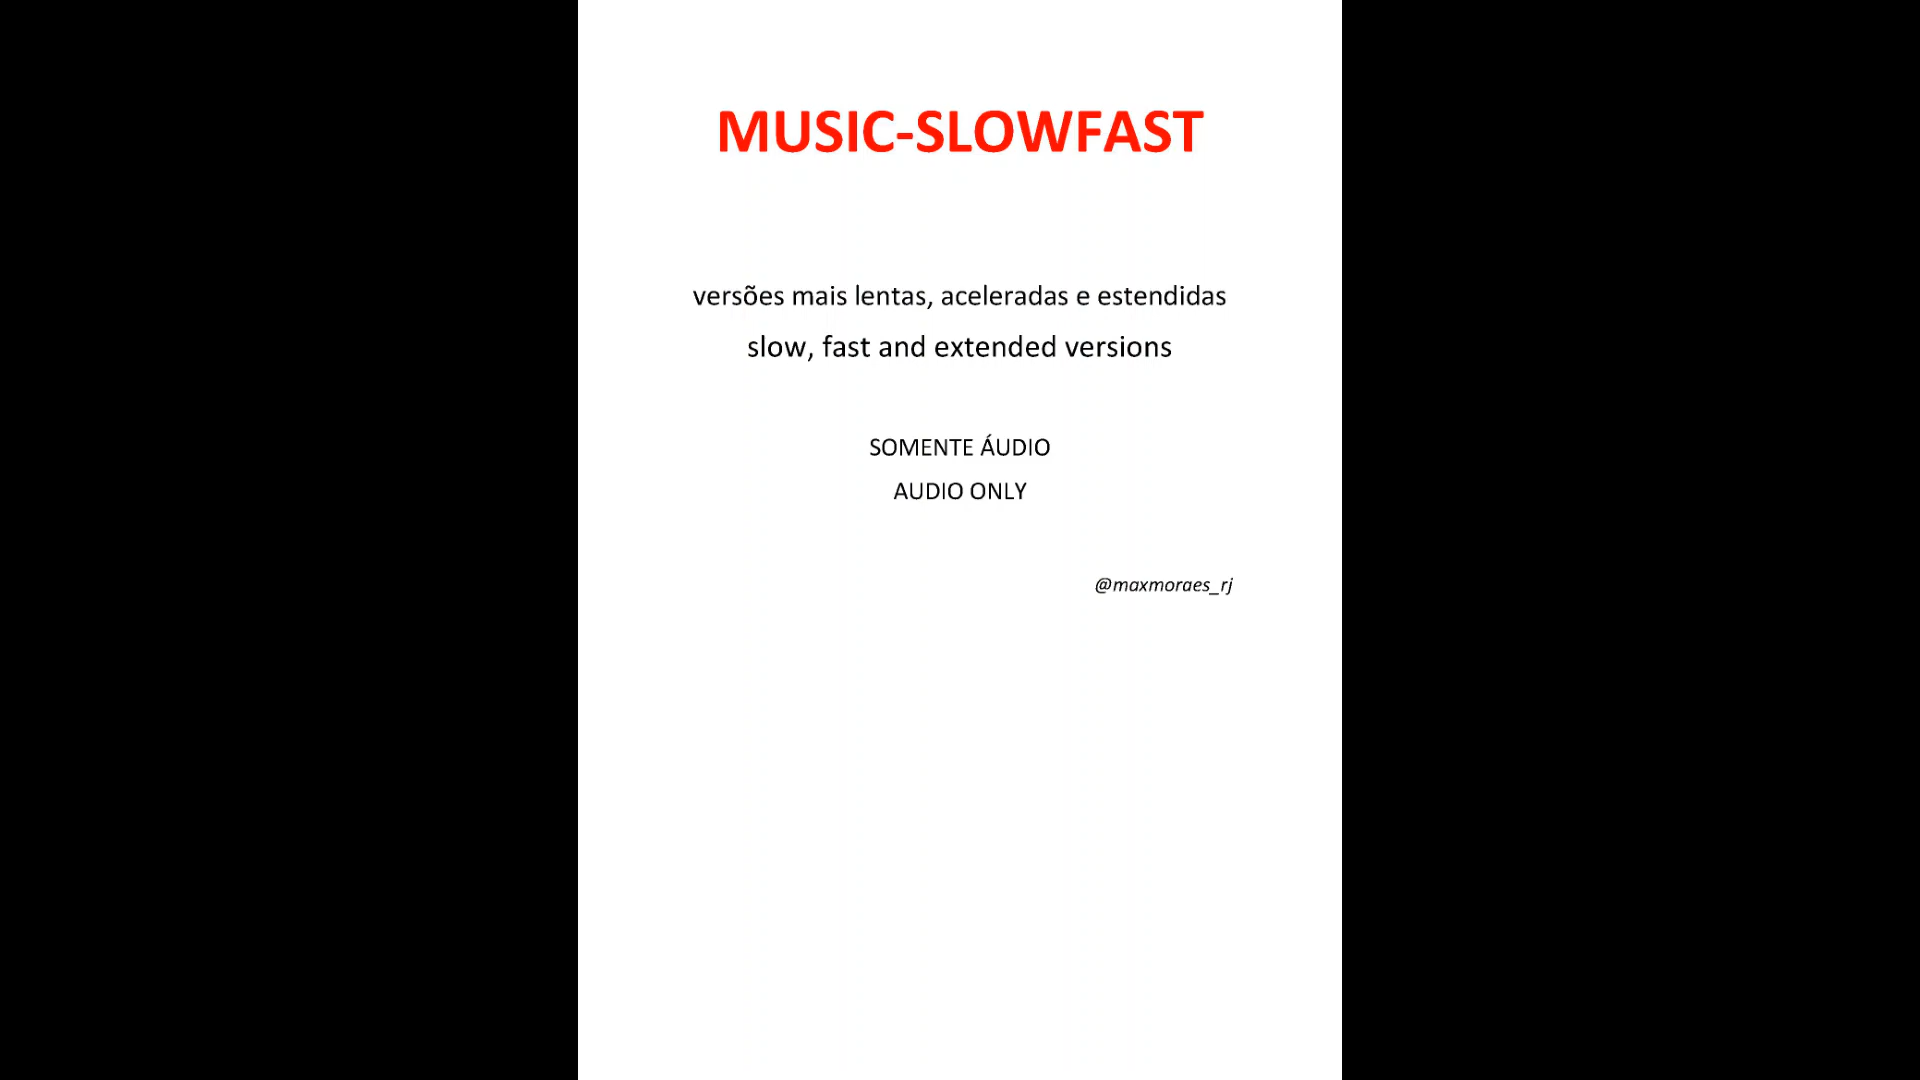 MUSIC-SLOWFAST
versões mais lentas, aceleradas e estendidas
slow, fast and extended versions
SOMENTE ÁUDIO
AUDIO ONLY
@maxmoraes_rj